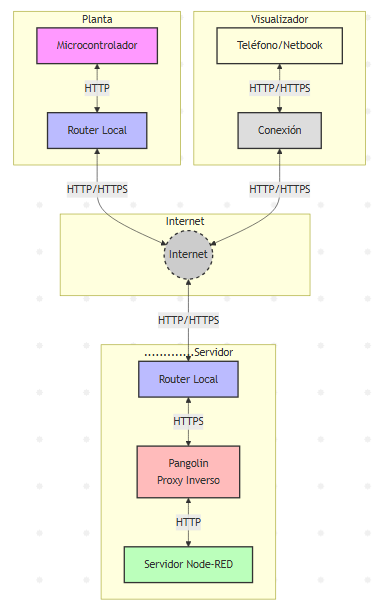 Planta
Visualizador
Microcontrolador
Teléfono/Netbook
HTTP
HTTP/HTTPS
Router Local
Conexión
HTTP/HTTPS
HTTP/HTTPS
Internet
Internet
HTTP/HTTPS
.............Servidor
Router Local
HTTPS
Pangolin
Proxy Inverso
HTTP
Servidor Node-RED